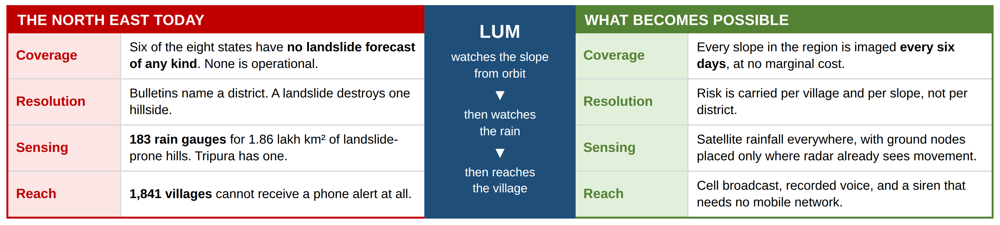 THE NORTH EAST TODAY
Coverage
Six of the eight states have no landslide forecast
of any kind. None is operational.
Resolution
Bulletins name a district. A landslide destroys one
hillside.
Sensing
183 rain gauges for 1.86 lakh km² of landslide-
prone hills. Tripura has one.
Reach
1,841 villages cannot receive a phone alert at all.
LUM
watches the slope
from orbit
▼
then watches
the rain
▼
then reaches
the village
WHAT BECOMES POSSIBLE
Coverage
Every slope in the region is imaged every six
days, at no marginal cost.
Resolution
Risk is carried per village and per slope, not per
district.
Sensing
Satellite rainfall everywhere, with ground nodes
placed only where radar already sees movement.
Reach
Cell broadcast, recorded voice, and a siren that
needs no mobile network.